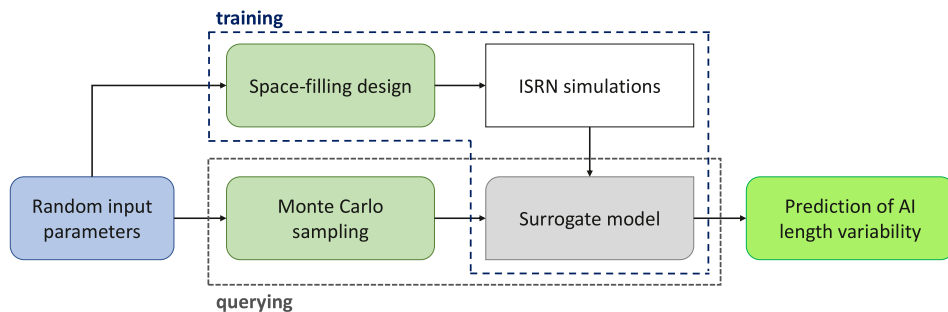 training
Space-filling design
ISRN simulations
Random input
parameters
Monte Carlo
sampling
Surrogate model
Prediction of AI
length variability
querying